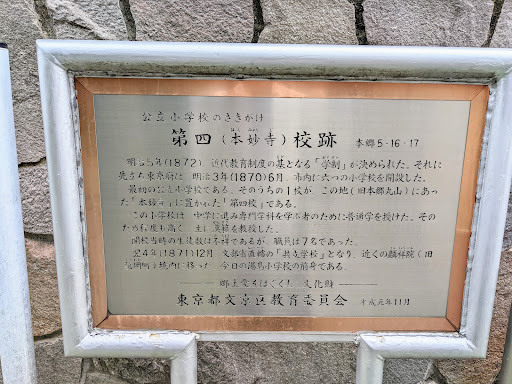 公立小学校のさきがけ
第四(本妙寺)校跡 本郷5・16・17
明治5年(1872)、近代教育制度の基となる「学制」が決められた。それに
先だち東京府は、明治3年(1870)6月、市内に六つの小学校を開設した。
最初の公立小学校である。そのうちの1校が、この地(旧本郷丸山)にあっ
た「本妙寺」に置かれた「第四校」である。
この小学校は、中学に進み専門学科を学ぶ者のために普通学を授けた。その
ため程度も高く、主に漢籍を教授した。
開校当時の生徒数は不詳であるが、職員は7名であった。
翌4年(1871)12月、文部省直轄の「共立学校」となり、近くの麟祥院(旧
龍岡町)境内に移った。今日の湯島小学校の前身である。
郷土愛をはぐくむ文化財
東京都文京区教育委員会 平成元年11月